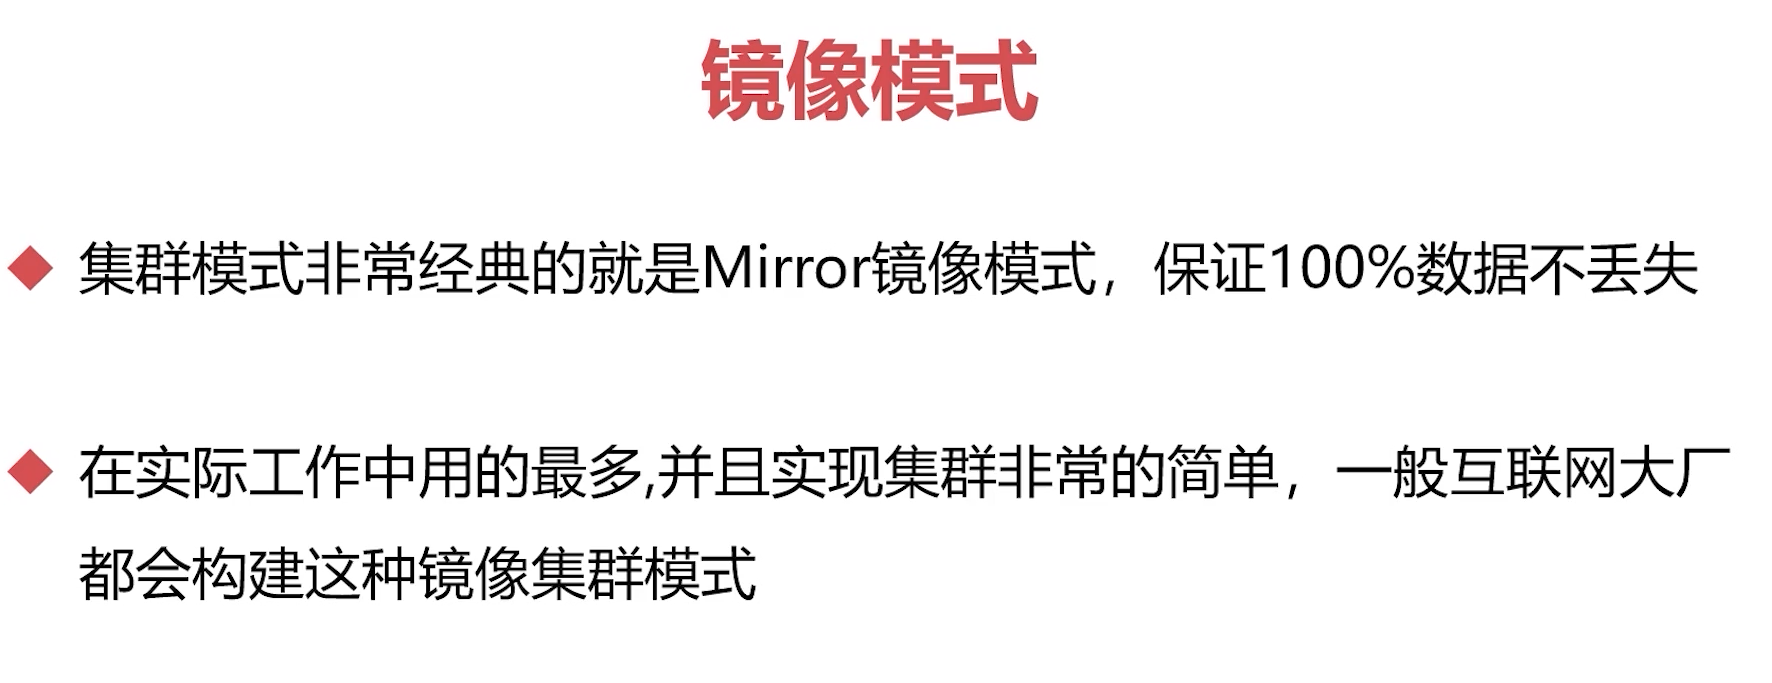 镜像模式
集群模式非常经典的就是Mirror镜像模式，保证100%数据不丢失
在实际工作中用的最多,并且实现集群非常的简单，一般互联网大厂
都会构建这种镜像集群模式